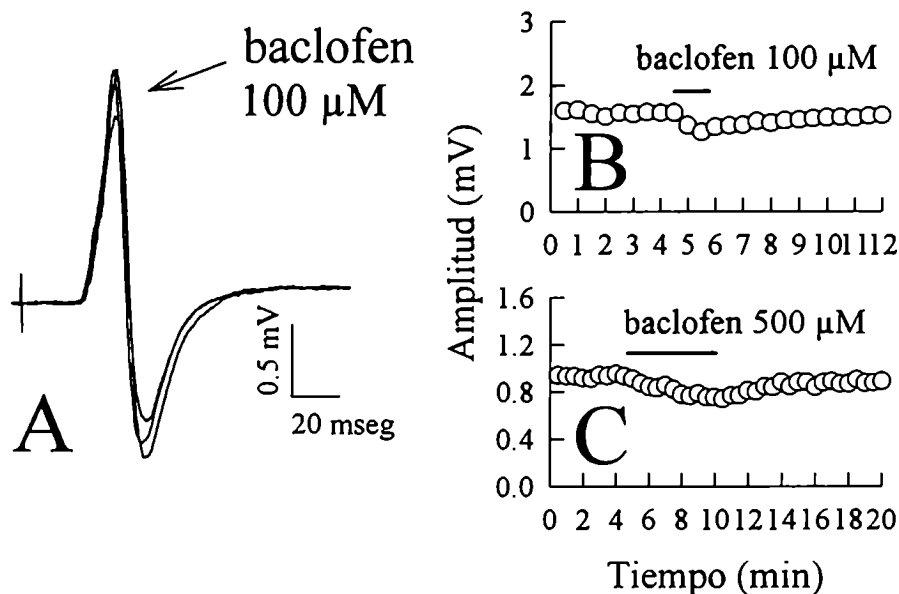 baclofen
100 µM
0.5 mV
20 mseg
A
Amplitud (mV)
3
2
1
0
baclofen 100 µM
B
0 1 2 3 4 5 6 7 8 9 10 11 12
1.6
1.2
0.8
0.4
0.0
baclofen 500 µM
C
0 2 4 6 8 10 12 14 16 18 20
Tiempo (min)